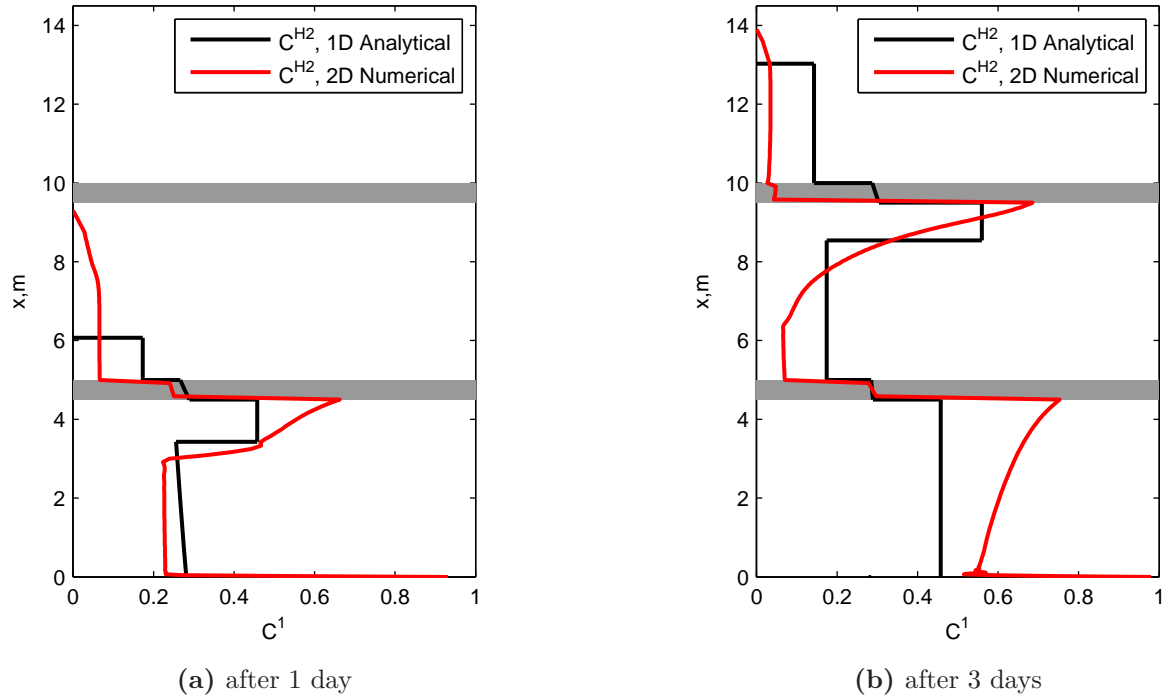 14
12
10
8
6
4
2
0
x,m
C^H2, 1D Analytical
C^H2, 2D Numerical
0 0.2 0.4 0.6 0.8 1
C^1
(a) after 1 day
14
12
10
8
6
4
2
0
x,m
C^H2, 1D Analytical
C^H2, 2D Numerical
0 0.2 0.4 0.6 0.8 1
C^1
(b) after 3 days